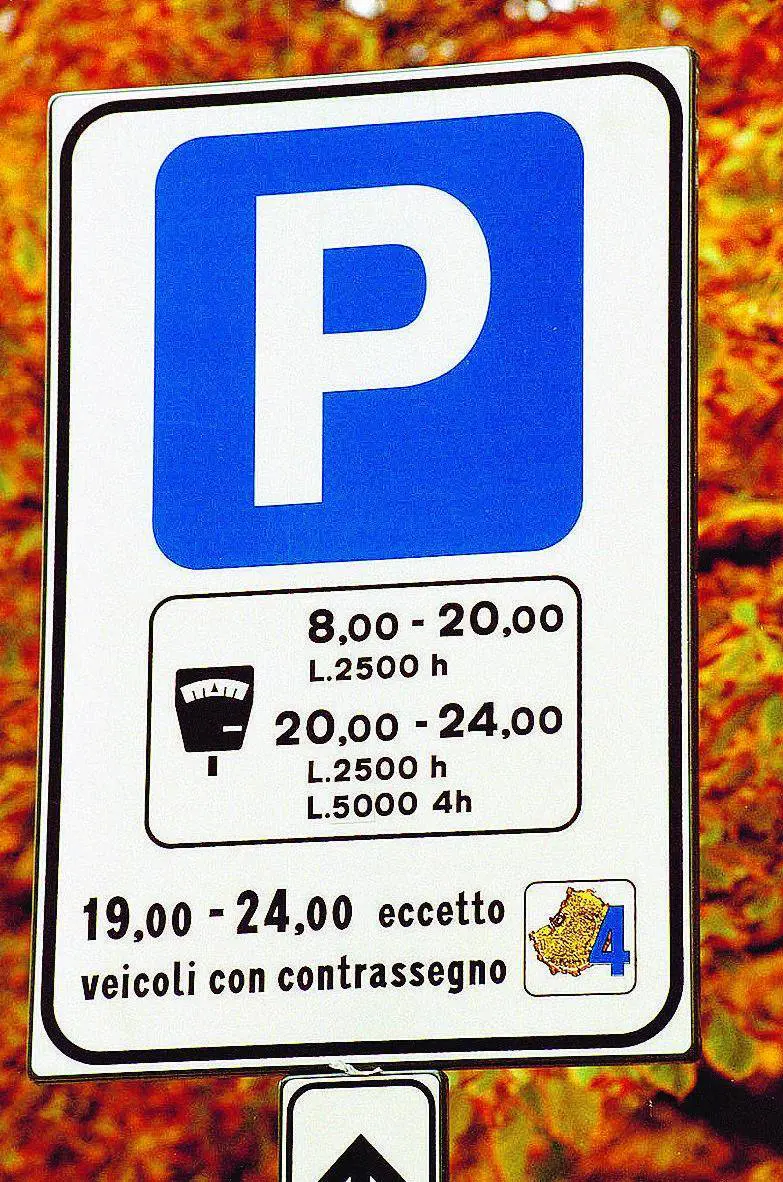 P
8,00 - 20,00
L.2500 h
20,00 - 24,00
L.2500 h
L.5000 4h
19,00 - 24,00 eccetto
veicoli con contrassegno
4